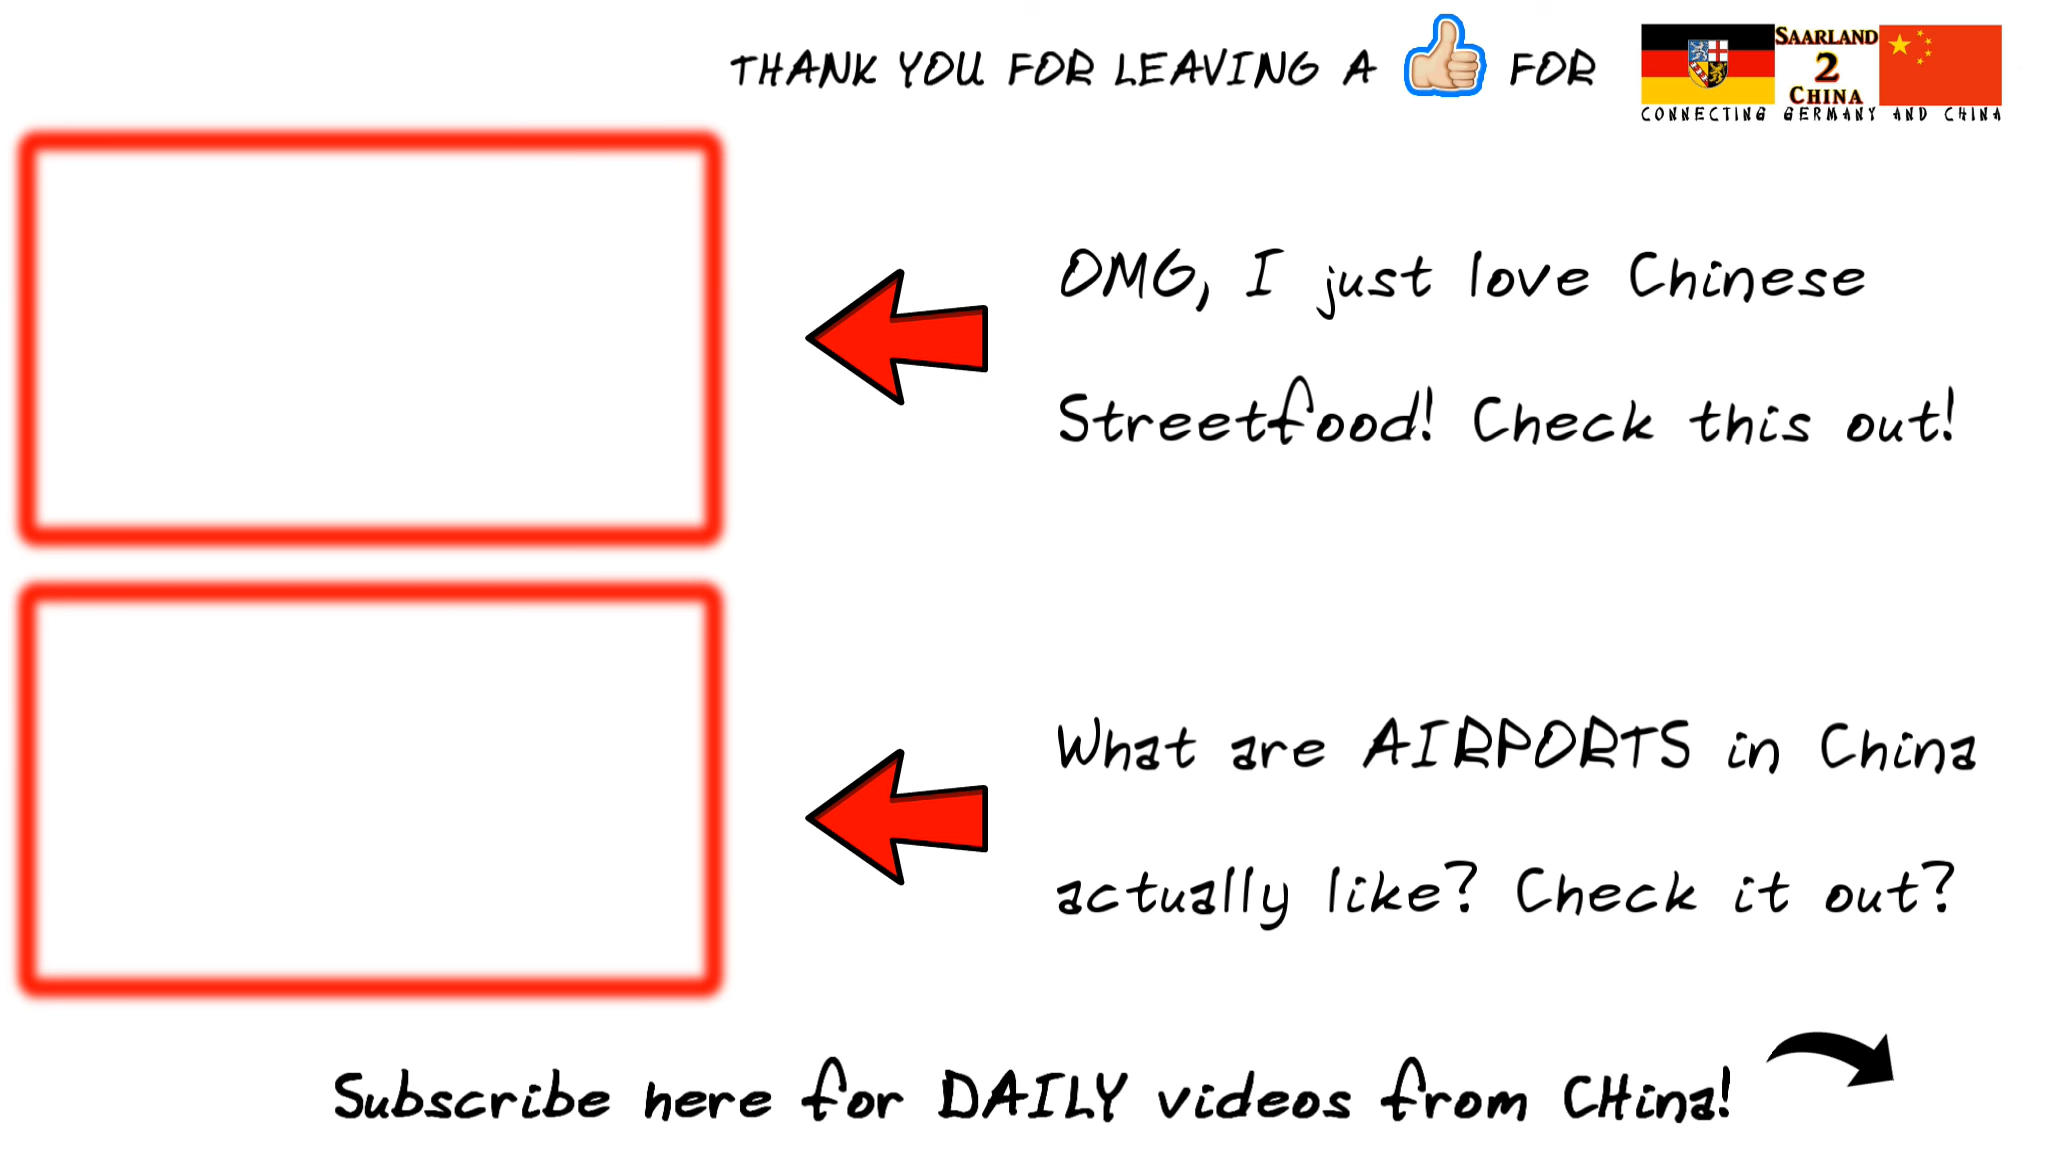 THANK YOU FOR LEAVING A FOR
SAARLAND
2
CHINA
CONNECTING GERMANY AND CHINA
OMG, I just love Chinese
Streetfood! Check this out!
What are AIRPORTS in China
actually like? Check it out?
Subscribe here for DAILY videos from CHina!